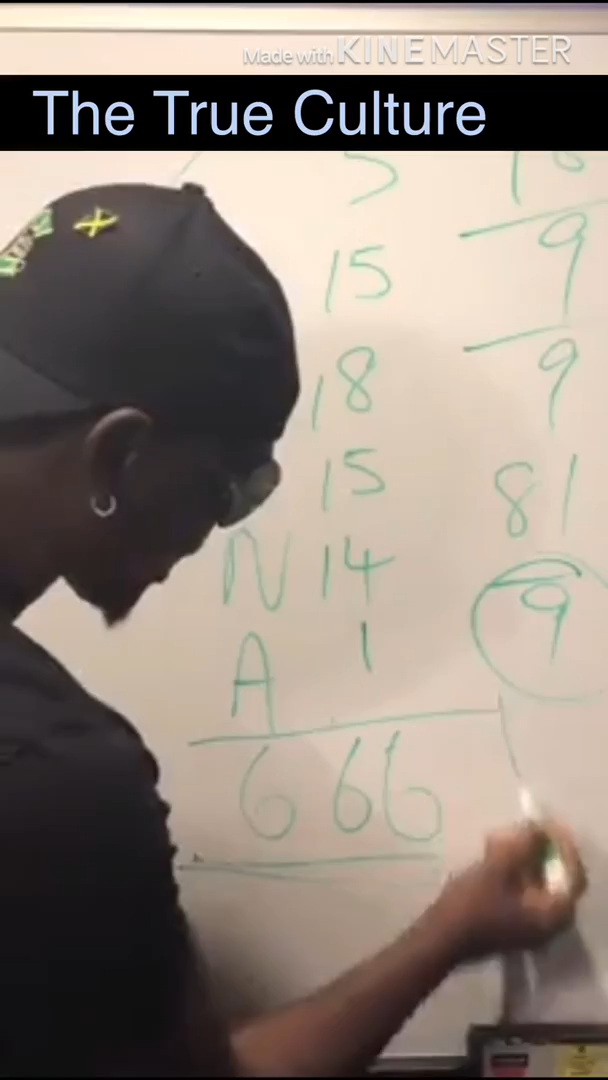 Made with KINEMASTER
The True Culture
5
15 9
18 9
15 81
N 14 9
A 1
666